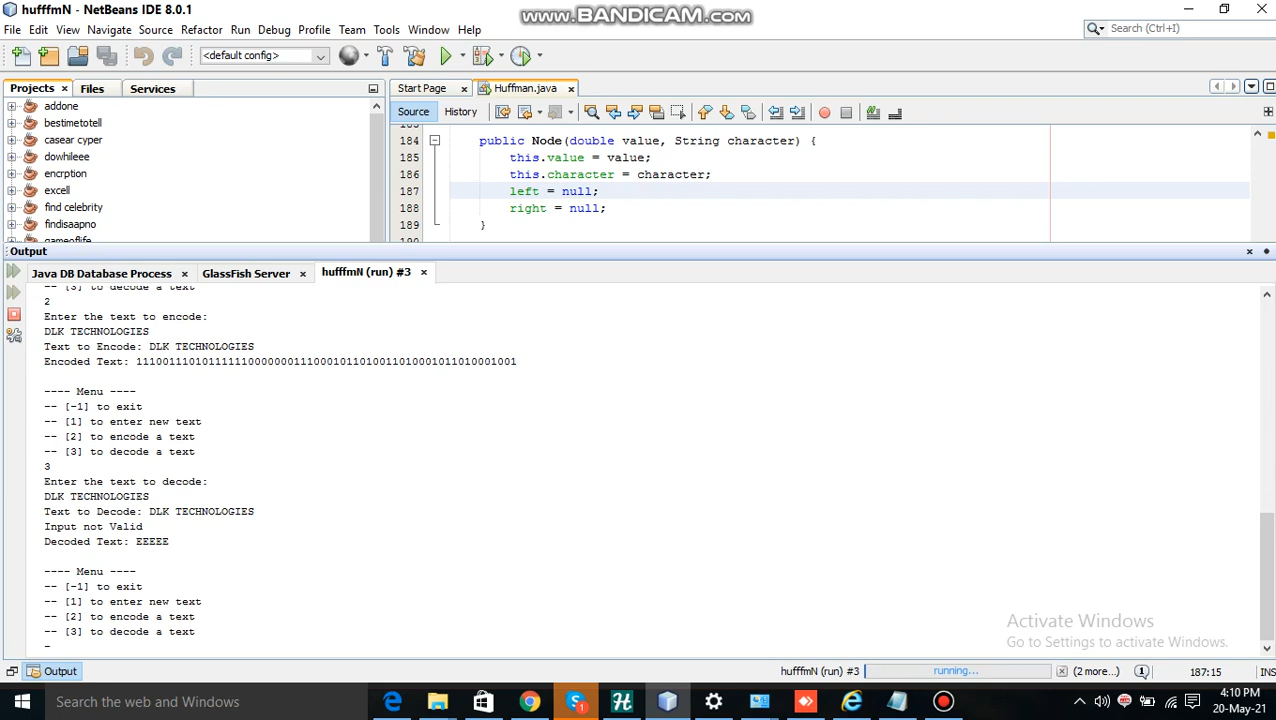 hufffmN - NetBeans IDE 8.0.1
www.BANDICAM.com
File Edit View Navigate Source Refactor Run Debug Profile Team Tools Window Help
Search (Ctrl+I)
<default config>
Projects Files Services
Start Page Huffman.java
Source History
addone
bestimetotell
casear cyper
dowhileee
encrption
excell
find celebrity
findisaapno
gameoflife
184 public Node(double value, String character) {
185 this.value = value;
186 this.character = character;
187 left = null;
188 right = null;
189 }
190
Output
Java DB Database Process GlassFish Server hufffmN (run) #3
-- [3] to decode a text
2
Enter the text to encode:
DLK TECHNOLOGIES
Text to Encode: DLK TECHNOLOGIES
---- Menu ----
-- [-1] to exit
-- [1] to enter new text
-- [2] to encode a text
-- [3] to decode a text
3
Enter the text to decode:
DLK TECHNOLOGIES
Text to Decode: DLK TECHNOLOGIES
Input not Valid
Decoded Text: EEEEE
---- Menu ----
-- [-1] to exit
-- [1] to enter new text
-- [2] to encode a text
-- [3] to decode a text
-
Activate Windows
Go to Settings to activate Windows.
Output
hufffmN (run) #3 running... (2 more...) 1 187:15 INS
Search the web and Windows
1
4:10 PM
20-May-21